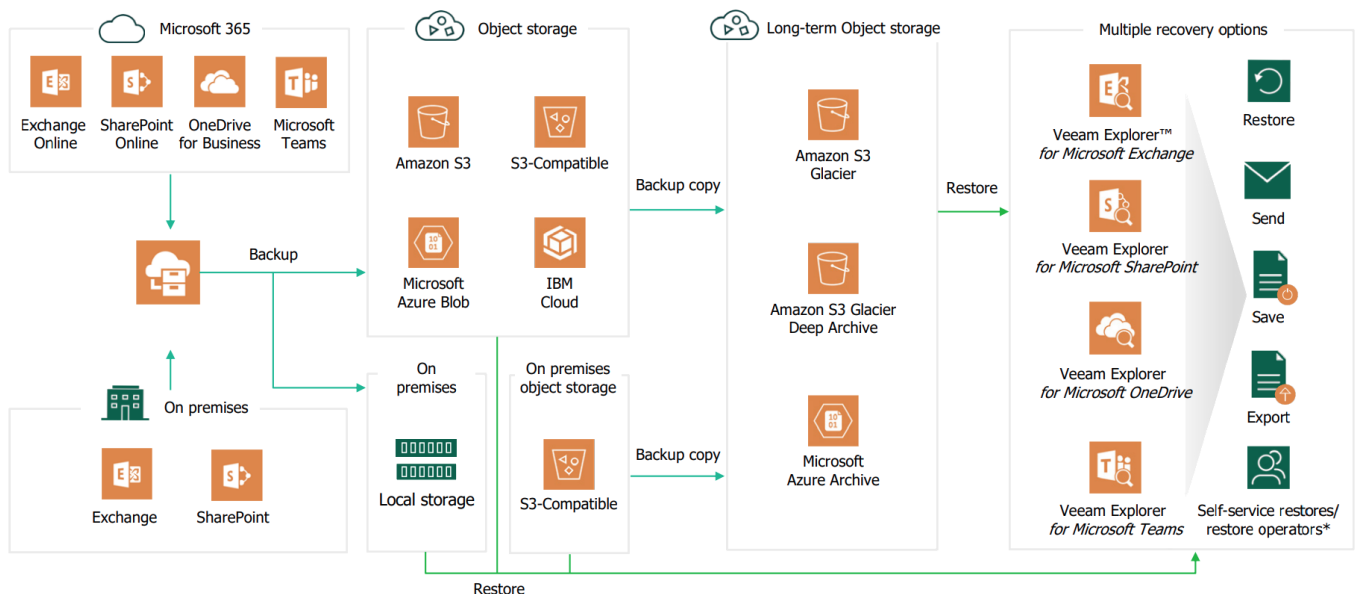 Microsoft 365
Exchange
Online
SharePoint
Online
OneDrive
for Business
Microsoft
Teams
Backup
On premises
Exchange
SharePoint
Object storage
Amazon S3
S3-Compatible
Microsoft
Azure Blob
IBM
Cloud
On
premises
Local storage
On premises
object storage
S3-Compatible
Backup copy
Backup copy
Restore
Long-term Object storage
Amazon S3
Glacier
Amazon S3 Glacier
Deep Archive
Microsoft
Azure Archive
Restore
Multiple recovery options
Veeam Explorer™
for Microsoft Exchange
Veeam Explorer
for Microsoft SharePoint
Veeam Explorer
for Microsoft OneDrive
Veeam Explorer
for Microsoft Teams
Restore
Send
Save
Export
Self-service restores/
restore operators*